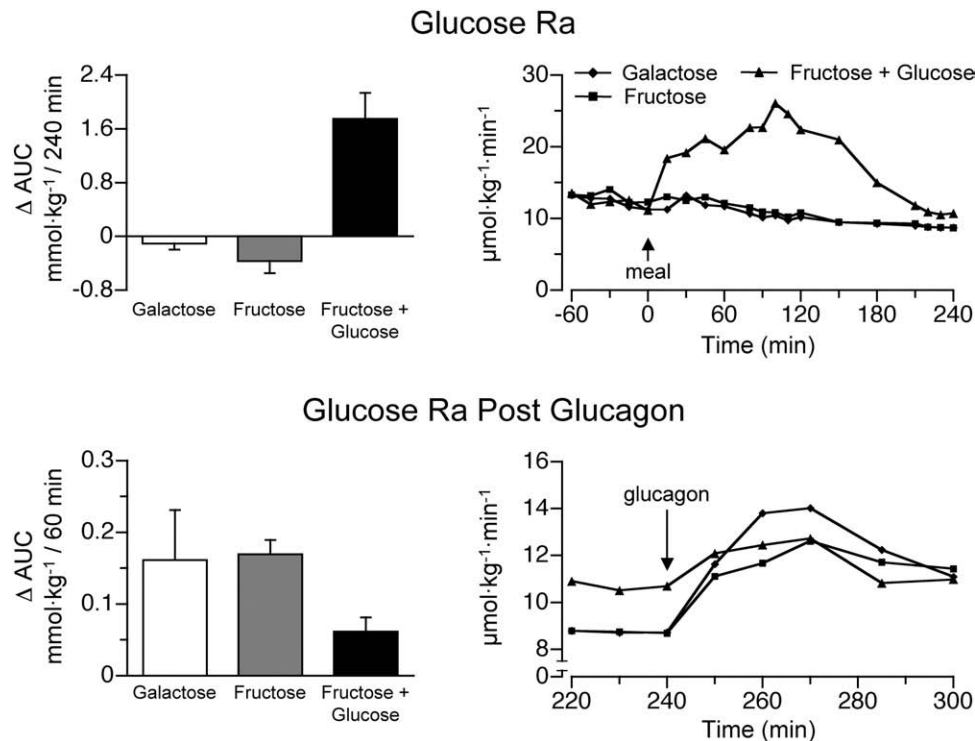 Glucose Ra
Δ AUC
mmol·kg⁻¹ / 240 min
2.4
1.6
0.8
0
-0.8
Galactose
Fructose
Fructose +
Glucose
µmol·kg⁻¹·min⁻¹
30
20
10
0
Galactose
Fructose + Glucose
Fructose
meal
-60
0
60
120
180
240
Time (min)
Glucose Ra Post Glucagon
Δ AUC
mmol·kg⁻¹ / 60 min
0.3
0.2
0.1
0
Galactose
Fructose
Fructose +
Glucose
µmol·kg⁻¹·min⁻¹
16
14
12
10
8
0
glucagon
220
240
260
280
300
Time (min)